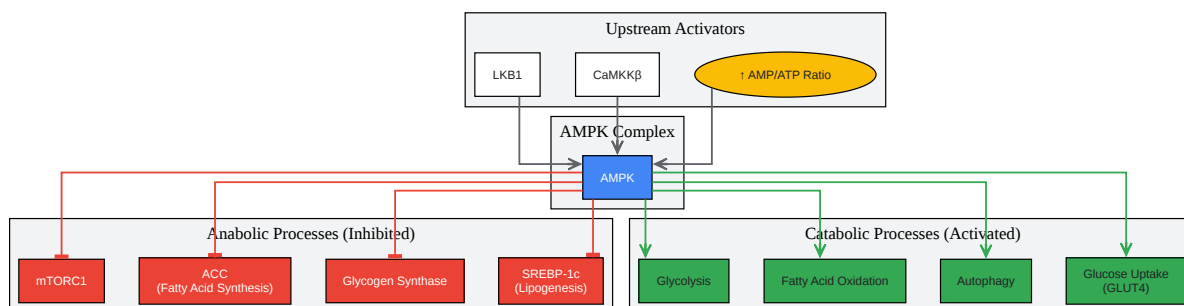 Upstream Activators
LKB1
CaMKKβ
↑ AMP/ATP Ratio
AMPK Complex
AMPK
Anabolic Processes (Inhibited)
mTORC1
ACC
(Fatty Acid Synthesis)
Glycogen Synthase
SREBP-1c
(Lipogenesis)
Catabolic Processes (Activated)
Glycolysis
Fatty Acid Oxidation
Autophagy
Glucose Uptake
(GLUT4)